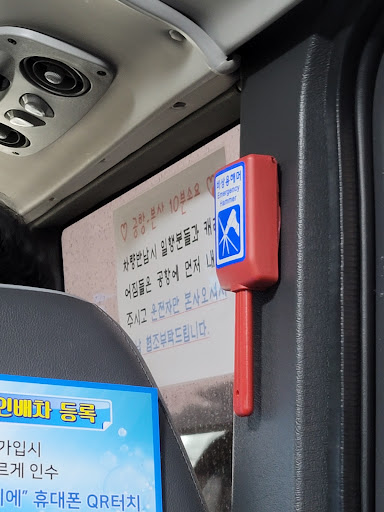 ♡ 공항-본사 10분소요 ♡
차량반납시 일행분들과
어짐들은 공항에 먼저
주시고 운전자만 본사오셔서
협조부탁드립니다.
비상용해머
Emergency
Hammer
인배차 등록
가입시
르게 인수
에" 휴대폰 QR터치